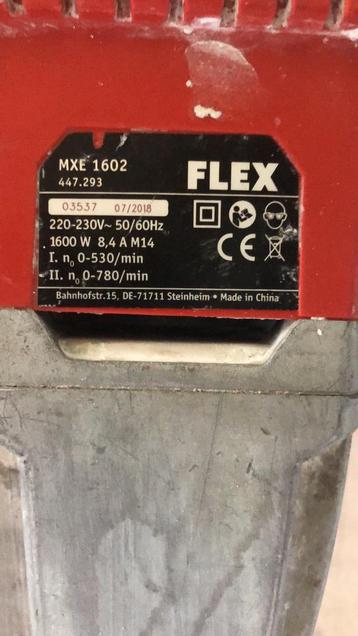 MXE 1602
447.293
FLEX
03537 07/2018
220-230V~ 50/60Hz
1600 W 8,4 A M14
I. n₀ 0-530/min
II. n₀ 0-780/min
CE
Bahnhofstr.15, DE-71711 Steinheim • Made in China